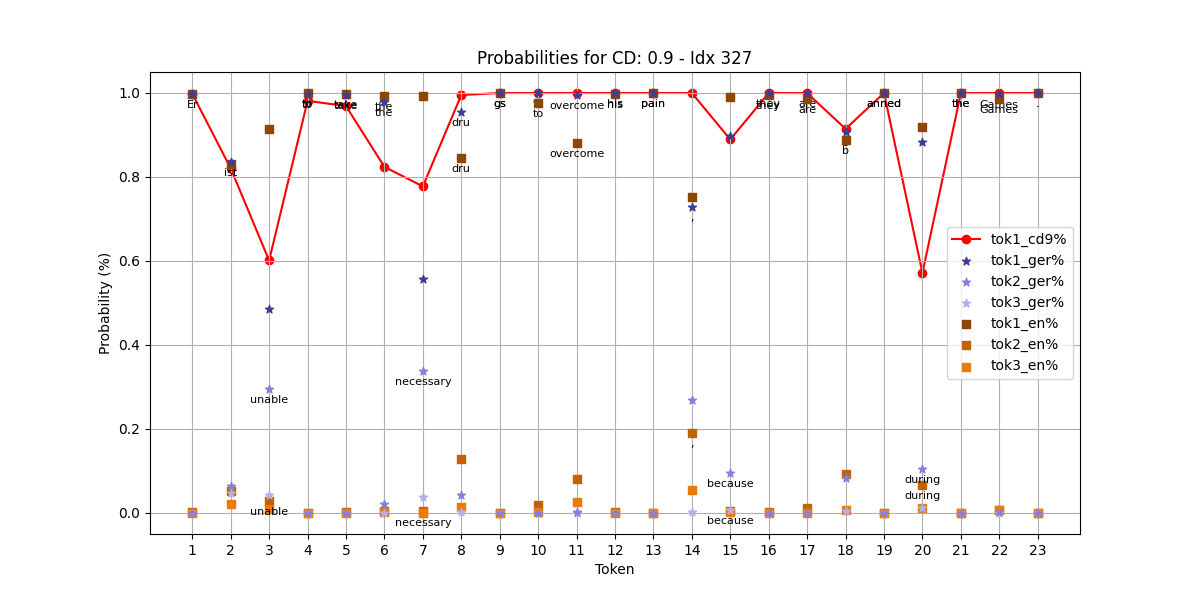 Probabilities for CD: 0.9 - Idx 327
Probability (%)
1.0
0.8
0.6
0.4
0.2
0.0
Er
ist
unable
unable
to
take
the
the
necessary
necessary
dru
dru
gs
to
overcome
overcome
his
pain
,
,
because
because
they
are
are
b
anned
during
during
the
Games
Games
.
tok1_cd9%
tok1_ger%
tok2_ger%
tok3_ger%
tok1_en%
tok2_en%
tok3_en%
1 2 3 4 5 6 7 8 9 10 11 12 13 14 15 16 17 18 19 20 21 22 23
Token